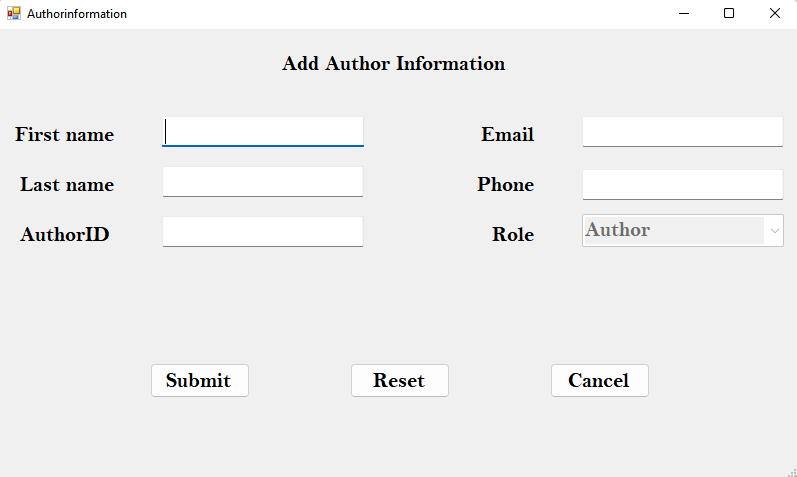 Authorinformation
Add Author Information
First name
Email
Last name
Phone
AuthorID
Role
Author
Submit
Reset
Cancel